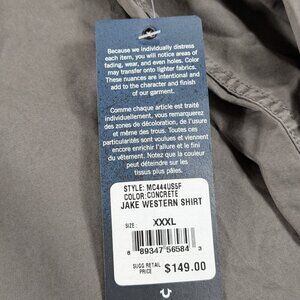 Because we individually distress
each item, you will notice areas of
fading, wear, and even holes. Color
may transfer onto lighter fabrics.
These nuances are intentional and
add to the character and finish
of our garment.
Comme chaque article est traité
individuellement, vous remarquerez
des zones de décoloration, de l'usure
et même des trous. Toutes ces
particularités sont voulues et viennent
encore enrichir l'allure et le fini
du vêtement. Notez que la couleur
peut déteindre sur les
tissus plus pâles.
STYLE: MC444US5F
COLOR:CONCRETE
JAKE WESTERN SHIRT
SIZE: XXXL
8 89347 56584 3
SUGG RETAIL
PRICE $149.00